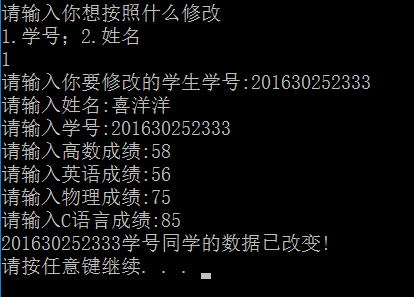 请输入你想按照什么修改
1.学号；2.姓名
1
请输入你要修改的学生学号:201630252333
请输入姓名:喜洋洋
请输入学号:201630252333
请输入高数成绩:58
请输入英语成绩:56
请输入物理成绩:75
请输入C语言成绩:85
201630252333学号同学的数据已改变!
请按任意键继续. . .